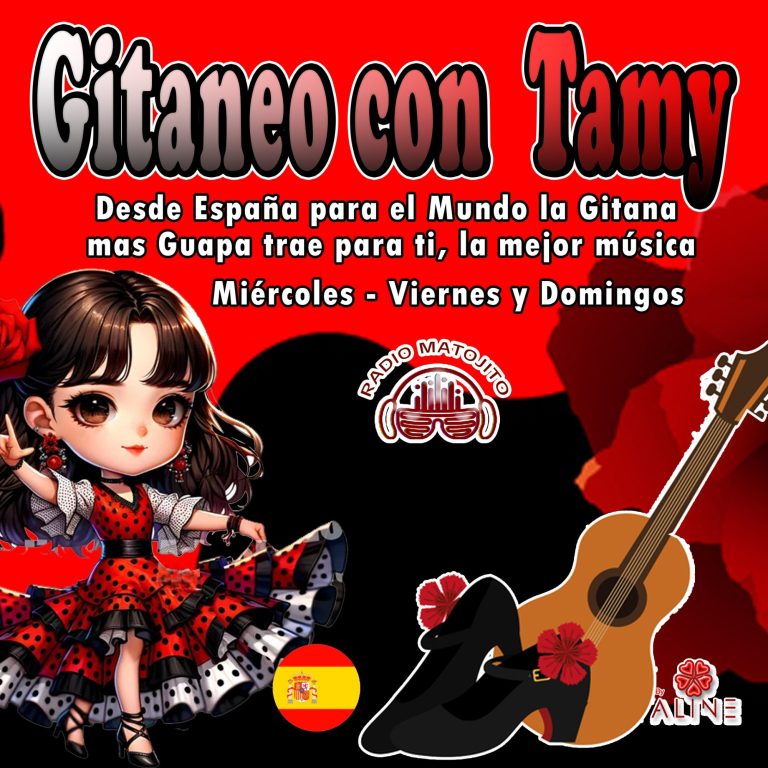 Gitaneo con Tamy
Desde España para el Mundo la Gitana
mas Guapa trae para ti, la mejor música
Miércoles - Viernes y Domingos
RADIO MATOJITO
DJ
ALINE